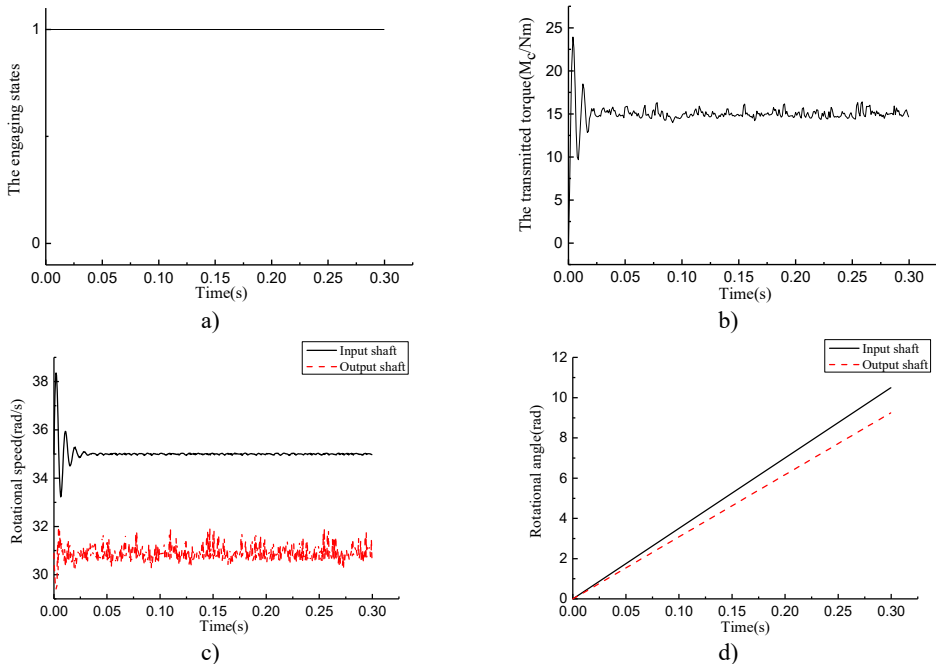 The engaging states
1
0
0.00 0.05 0.10 0.15 0.20 0.25 0.30
Time(s)
a)
The transmitted torque(M_c/Nm)
25
20
15
10
5
0
0.00 0.05 0.10 0.15 0.20 0.25 0.30
Time(s)
b)
Input shaft
Output shaft
Rotational speed(rad/s)
38
36
34
32
30
0.00 0.05 0.10 0.15 0.20 0.25 0.30
Time(s)
c)
Input shaft
Output shaft
Rotational angle(rad)
12
10
8
6
4
2
0
0.00 0.05 0.10 0.15 0.20 0.25 0.30
Time(s)
d)